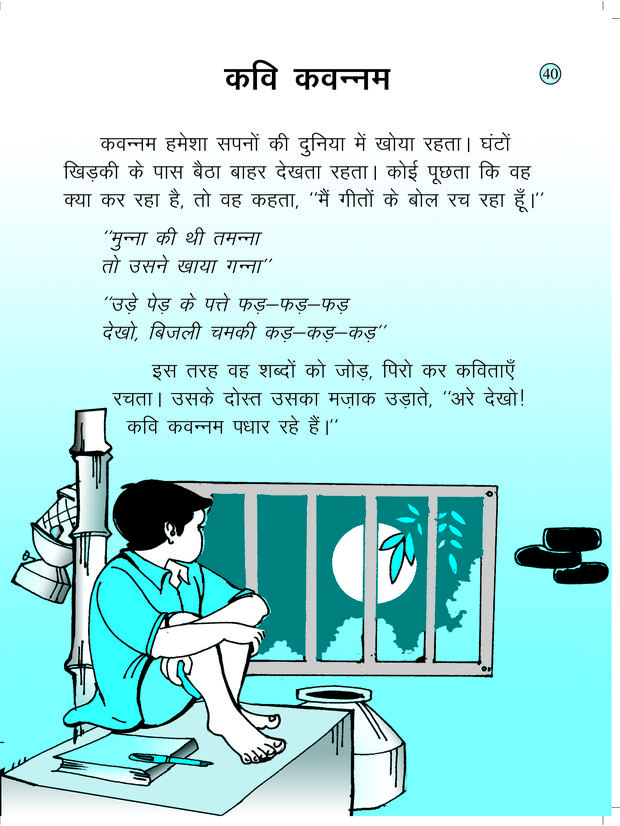 कवि कवन्नम
40
कवन्नम हमेशा सपनों की दुनिया में खोया रहता। घंटों
खिड़की के पास बैठा बाहर देखता रहता। कोई पूछता कि वह
क्या कर रहा है, तो वह कहता, ‘‘मैं गीतों के बोल रच रहा हूँ।’’
‘‘मुन्ना की थी तमन्ना
तो उसने खाया गन्ना’’
‘‘उड़े पेड़ के पत्ते फड़–फड़–फड़
देखो, बिजली चमकी कड़–कड़–कड़’’
इस तरह वह शब्दों को जोड़, पिरो कर कविताएँ
रचता। उसके दोस्त उसका मज़ाक उड़ाते, ‘‘अरे देखो!
कवि कवन्नम पधार रहे हैं।’’